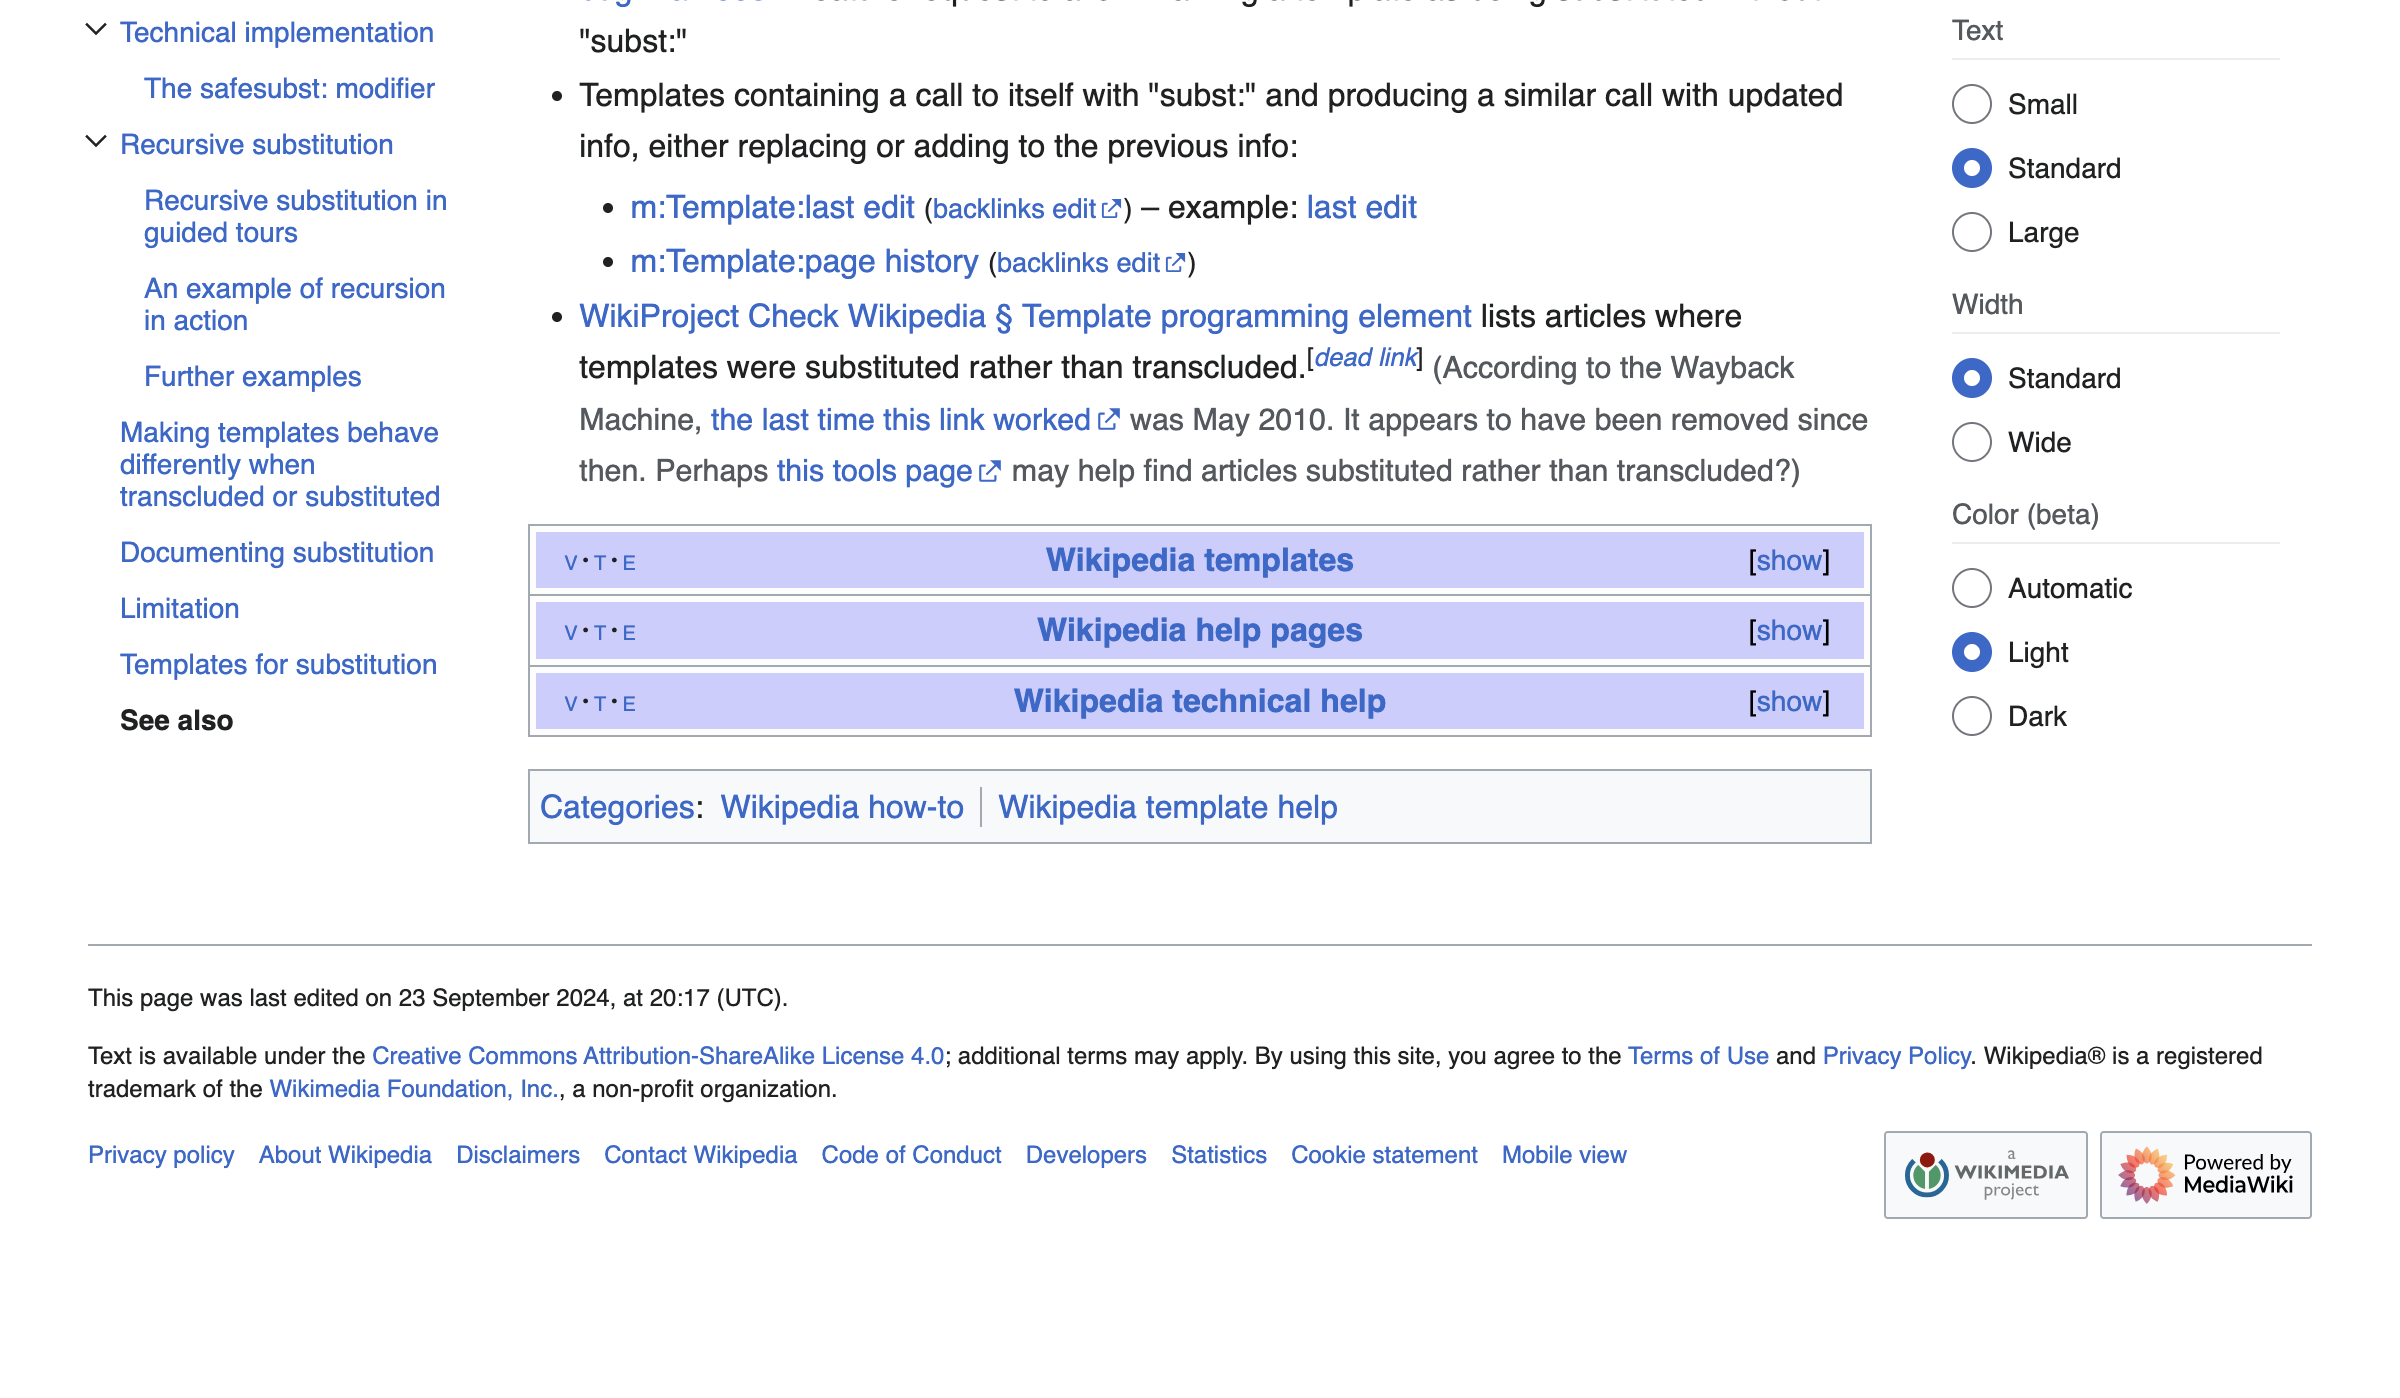 Technical implementation
The safesubst: modifier
Recursive substitution
Recursive substitution in
guided tours
An example of recursion
in action
Further examples
Making templates behave
differently when
transcluded or substituted
Documenting substitution
Limitation
Templates for substitution
See also
"subst:"
• Templates containing a call to itself with "subst:" and producing a similar call with updated
info, either replacing or adding to the previous info:
• m:Template:last edit (backlinks edit) – example: last edit
• m:Template:page history (backlinks edit)
• WikiProject Check Wikipedia § Template programming element lists articles where
templates were substituted rather than transcluded.[dead link] (According to the Wayback
Machine, the last time this link worked was May 2010. It appears to have been removed since
then. Perhaps this tools page may help find articles substituted rather than transcluded?)
V · T · E Wikipedia templates [show]
V · T · E Wikipedia help pages [show]
V · T · E Wikipedia technical help [show]
Categories: Wikipedia how-to | Wikipedia template help
Text
Small
Standard
Large
Width
Standard
Wide
Color (beta)
Automatic
Light
Dark
This page was last edited on 23 September 2024, at 20:17 (UTC).
Text is available under the Creative Commons Attribution-ShareAlike License 4.0; additional terms may apply. By using this site, you agree to the Terms of Use and Privacy Policy. Wikipedia® is a registered
trademark of the Wikimedia Foundation, Inc., a non-profit organization.
Privacy policy About Wikipedia Disclaimers Contact Wikipedia Code of Conduct Developers Statistics Cookie statement Mobile view
a
WIKIMEDIA
project
Powered by
MediaWiki